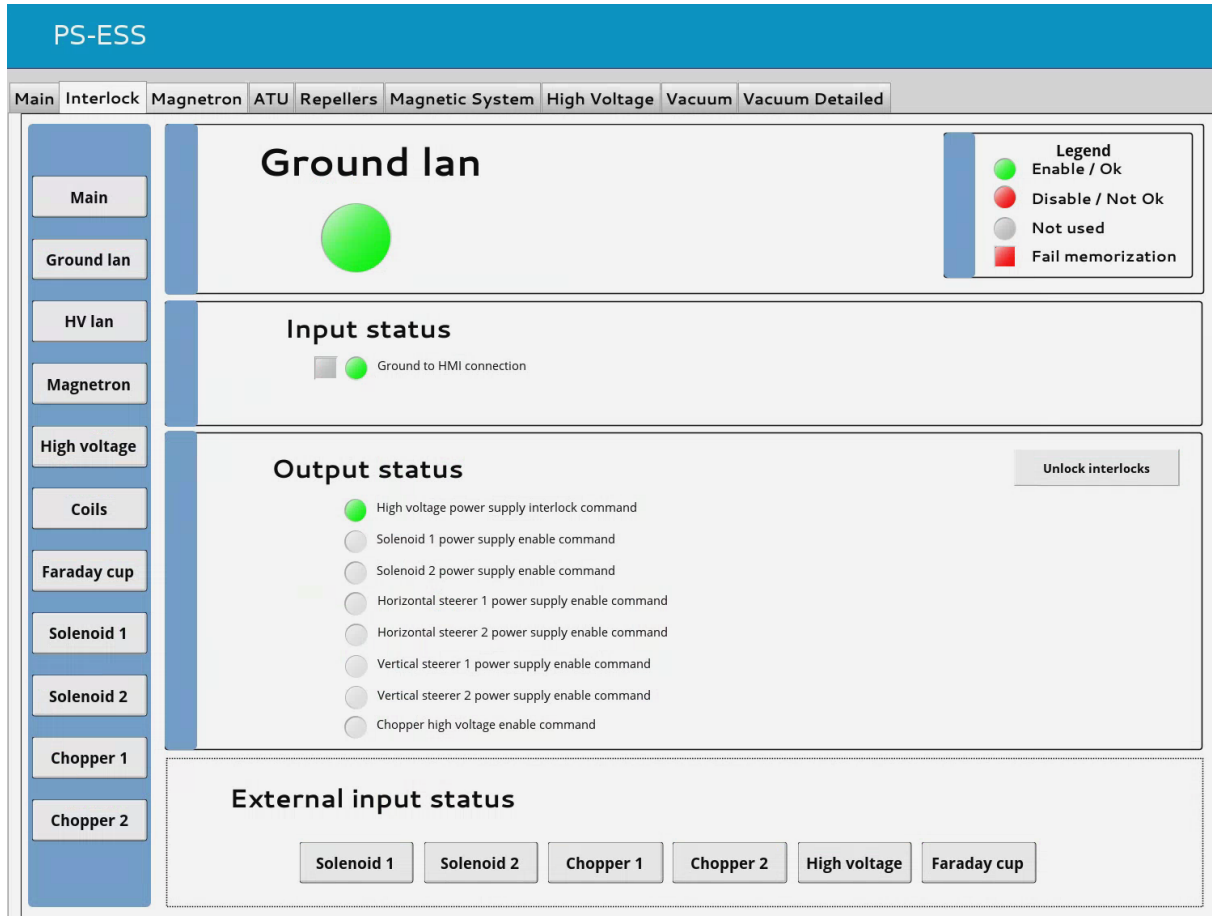 PS-ESS
Main Interlock Magnetron ATU Repellers Magnetic System High Voltage Vacuum Vacuum Detailed
Main
Ground lan
HV lan
Magnetron
High voltage
Coils
Faraday cup
Solenoid 1
Solenoid 2
Chopper 1
Chopper 2
Ground lan
Legend
Enable / Ok
Disable / Not Ok
Not used
Fail memorization
Input status
Ground to HMI connection
Output status
Unlock interlocks
High voltage power supply interlock command
Solenoid 1 power supply enable command
Solenoid 2 power supply enable command
Horizontal steerer 1 power supply enable command
Horizontal steerer 2 power supply enable command
Vertical steerer 1 power supply enable command
Vertical steerer 2 power supply enable command
Chopper high voltage enable command
External input status
Solenoid 1 Solenoid 2 Chopper 1 Chopper 2 High voltage Faraday cup